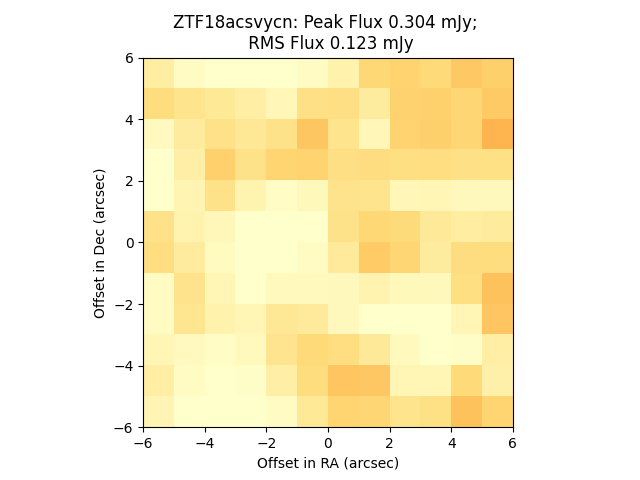 ZTF18acsvycn: Peak Flux 0.304 mJy;
RMS Flux 0.123 mJy
6
4
2
0
−2
−4
−6
Offset in Dec (arcsec)
−6 −4 −2 0 2 4 6
Offset in RA (arcsec)